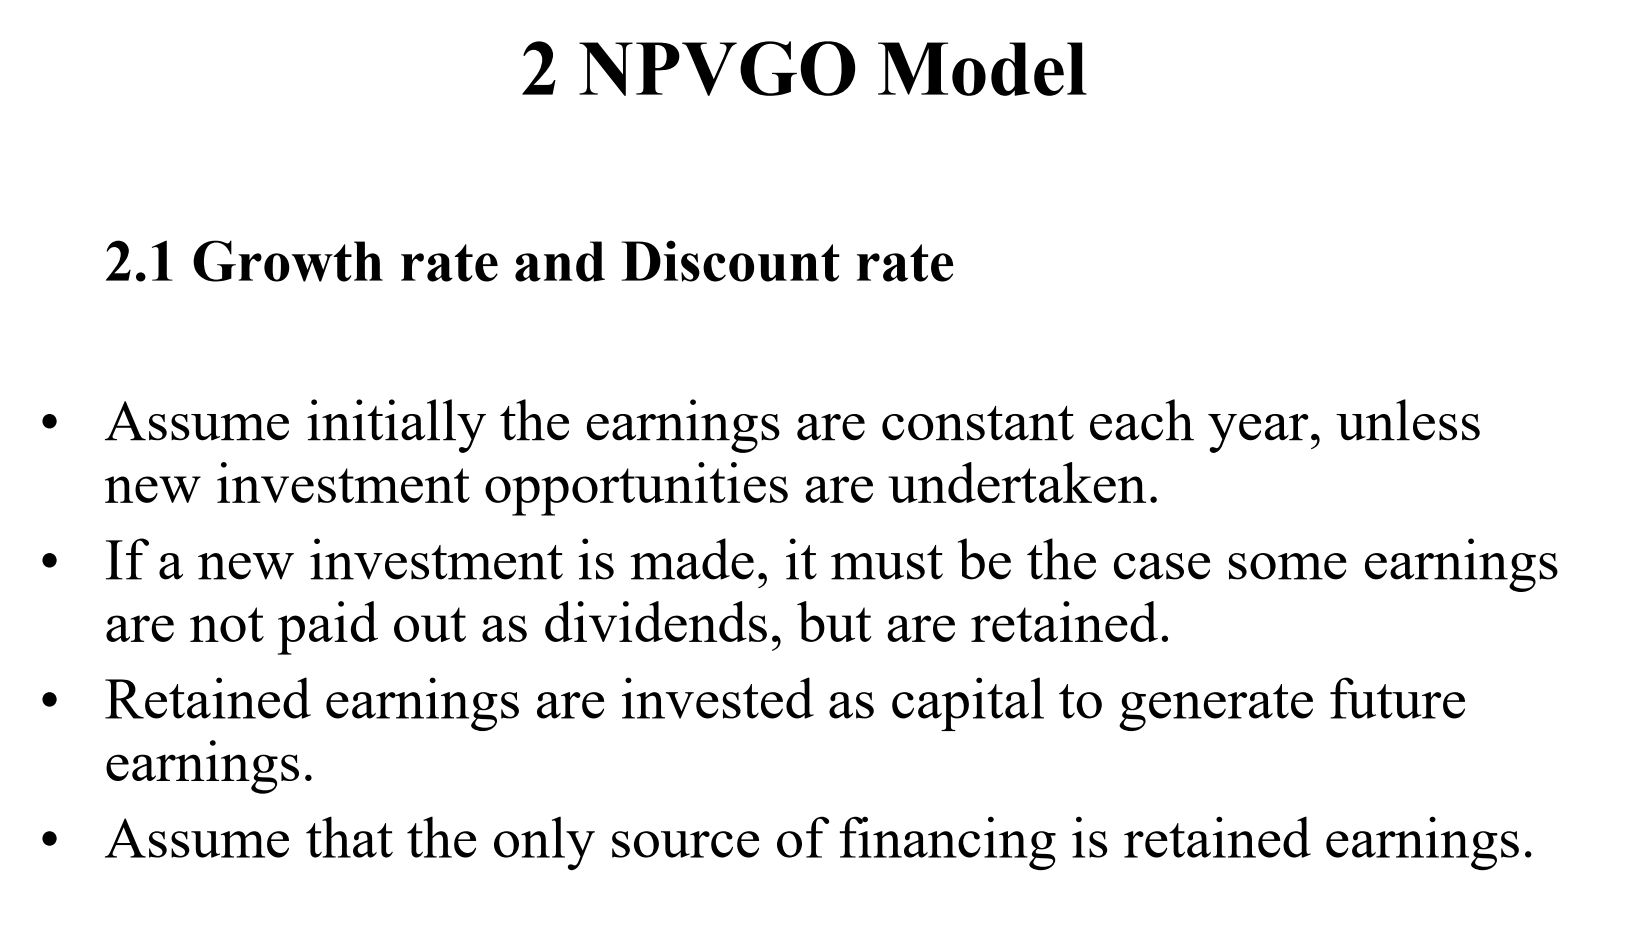 2 NPVGO Model
2.1 Growth rate and Discount rate
• Assume initially the earnings are constant each year, unless
new investment opportunities are undertaken.
• If a new investment is made, it must be the case some earnings
are not paid out as dividends, but are retained.
• Retained earnings are invested as capital to generate future
earnings.
• Assume that the only source of financing is retained earnings.